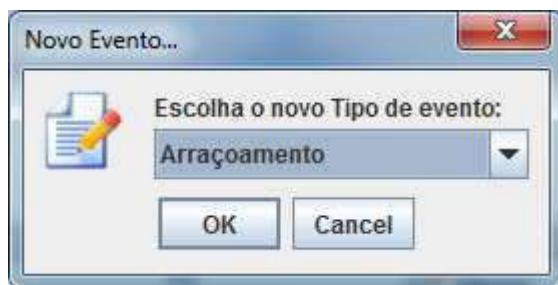 Novo Evento...
Escolha o novo Tipo de evento:
Arraçoamento
OK Cancel